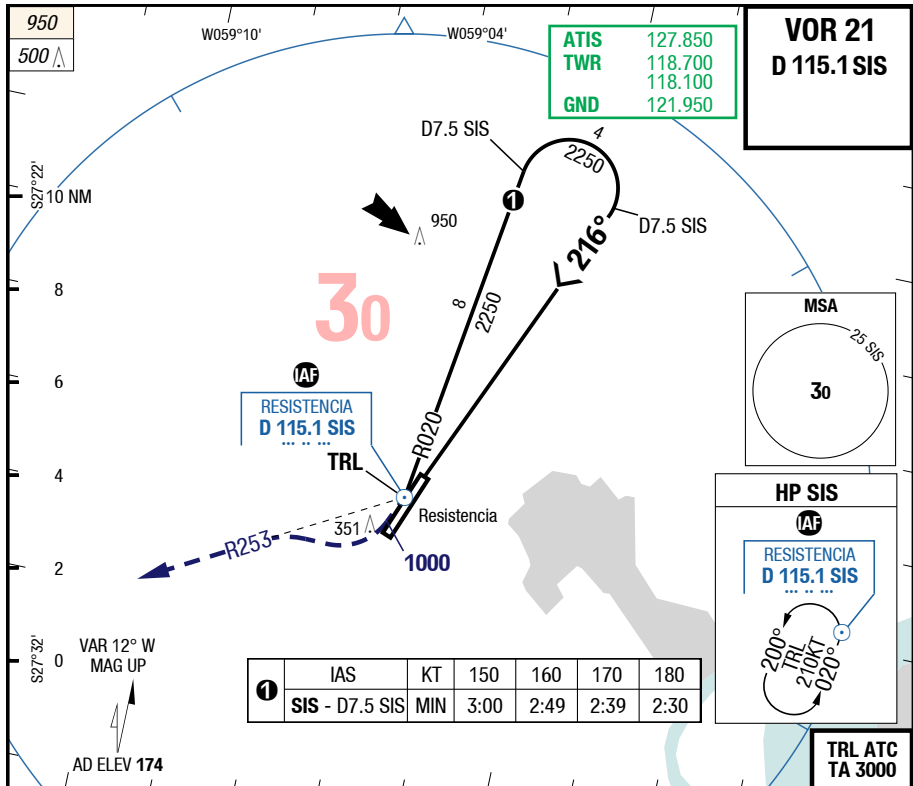 950
500
W059°10'
W059°04'
ATIS 127.850
TWR 118.700
118.100
GND 121.950
VOR 21
D 115.1 SIS
D7.5 SIS
4
2250
S27°22'
10 NM
1
950
D7.5 SIS
216°
8
30
8
2250
MSA
25 SIS
30
6
IAF
RESISTENCIA
D 115.1 SIS
R020
TRL
4
HP SIS
IAF
RESISTENCIA
D 115.1 SIS
351
Resistencia
R253
1000
2
200°
TRL
210KT
020°
S27°32'
0
VAR 12° W
MAG UP
1 IAS KT 150 160 170 180
SIS - D7.5 SIS MIN 3:00 2:49 2:39 2:30
AD ELEV 174
TRL ATC
TA 3000